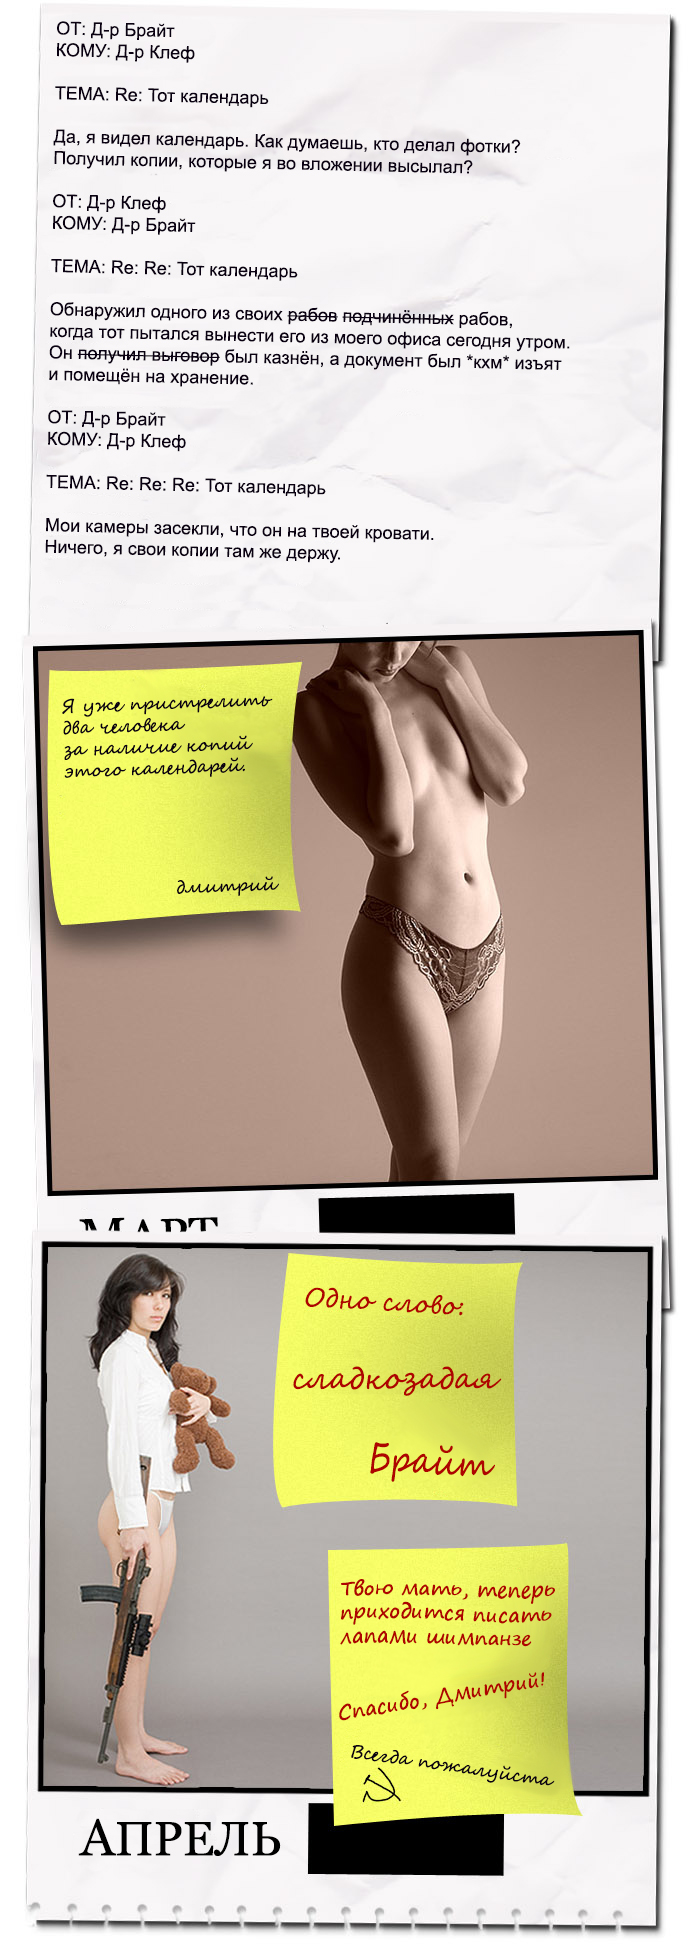 ОТ: Д-р Брайт
КОМУ: Д-р Клеф
ТЕМА: Re: Тот календарь
Да, я видел календарь. Как думаешь, кто делал фотки?
Получил копии, которые я во вложении высылал?
ОТ: Д-р Клеф
КОМУ: Д-р Брайт
ТЕМА: Re: Re: Тот календарь
Обнаружил одного из своих рабов подчинённых рабов,
когда тот пытался вынести его из моего офиса сегодня утром.
Он получил выговор был казнён, а документ был *кхм* изъят
и помещён на хранение.
ОТ: Д-р Брайт
КОМУ: Д-р Клеф
ТЕМА: Re: Re: Re: Тот календарь
Мои камеры засекли, что он на твоей кровати.
Ничего, я свои копии там же держу.
Я уже пристрелить
два человека
за наличие копий
этого календарей.
дмитрий
МАРТ
Одно слово:
сладкозадая
Брайт
Твою мать, теперь
приходится писать
лапами шимпанзе
Спасибо, Дмитрий!
Всегда пожалуйста
АПРЕЛЬ